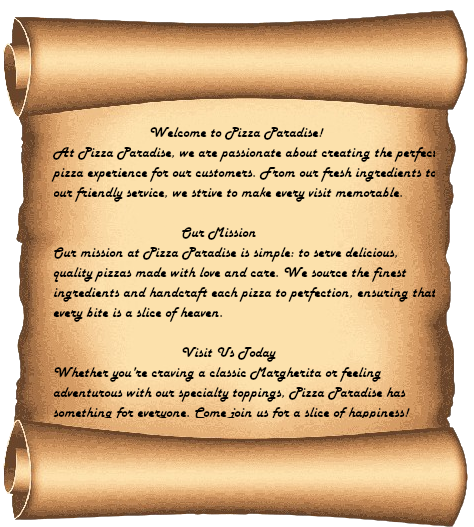 Welcome to Pizza Paradise!
At Pizza Paradise, we are passionate about creating the perfect
pizza experience for our customers. From our fresh ingredients to
our friendly service, we strive to make every visit memorable.
Our Mission
Our mission at Pizza Paradise is simple: to serve delicious,
quality pizzas made with love and care. We source the finest
ingredients and handcraft each pizza to perfection, ensuring that
every bite is a slice of heaven.
Visit Us Today
Whether you're craving a classic Margherita or feeling
adventurous with our specialty toppings, Pizza Paradise has
something for everyone. Come join us for a slice of happiness!